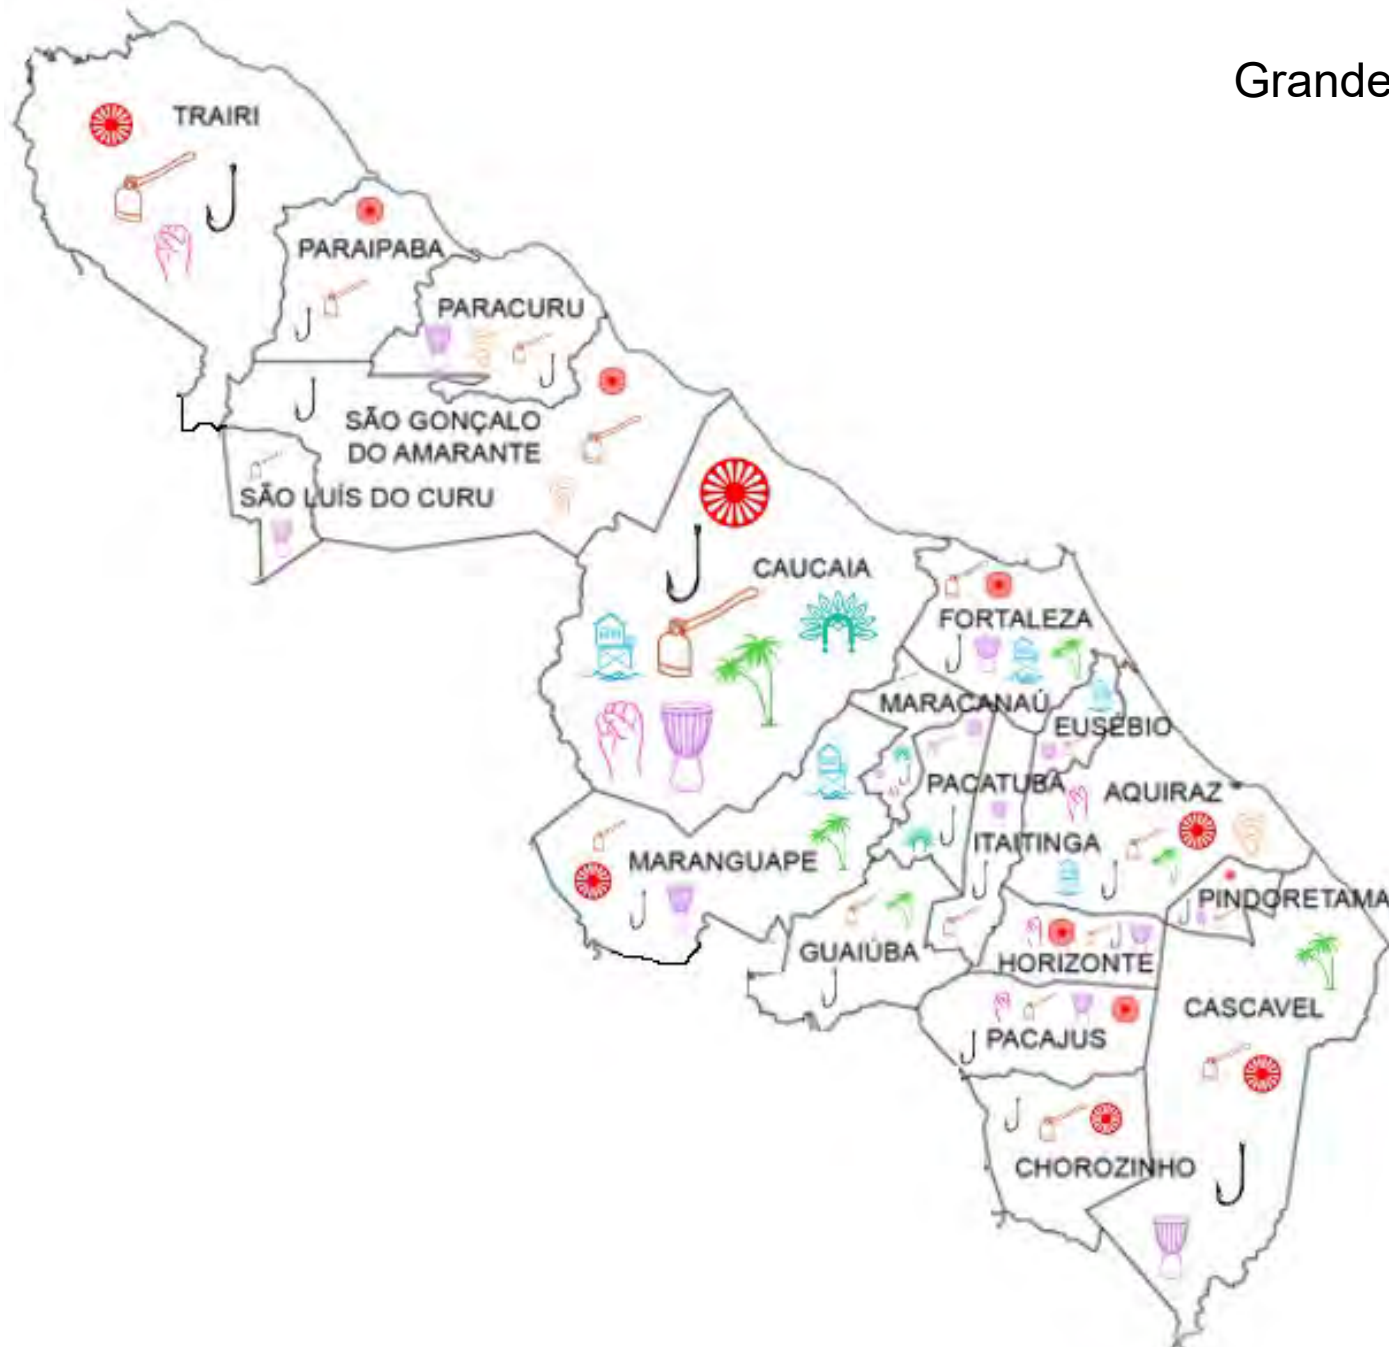 Grande
TRAIRI
PARAIPABA
PARACURU
SÃO GONÇALO
DO AMARANTE
SÃO LUÍS DO CURU
CAUCAIA
FORTALEZA
MARACANAÚ
EUSÉBIO
PACATUBA
AQUIRAZ
ITAITINGA
MARANGUAPE
PINDORETAMA
GUAIÚBA
HORIZONTE
CASCAVEL
PACAJUS
CHOROZINHO